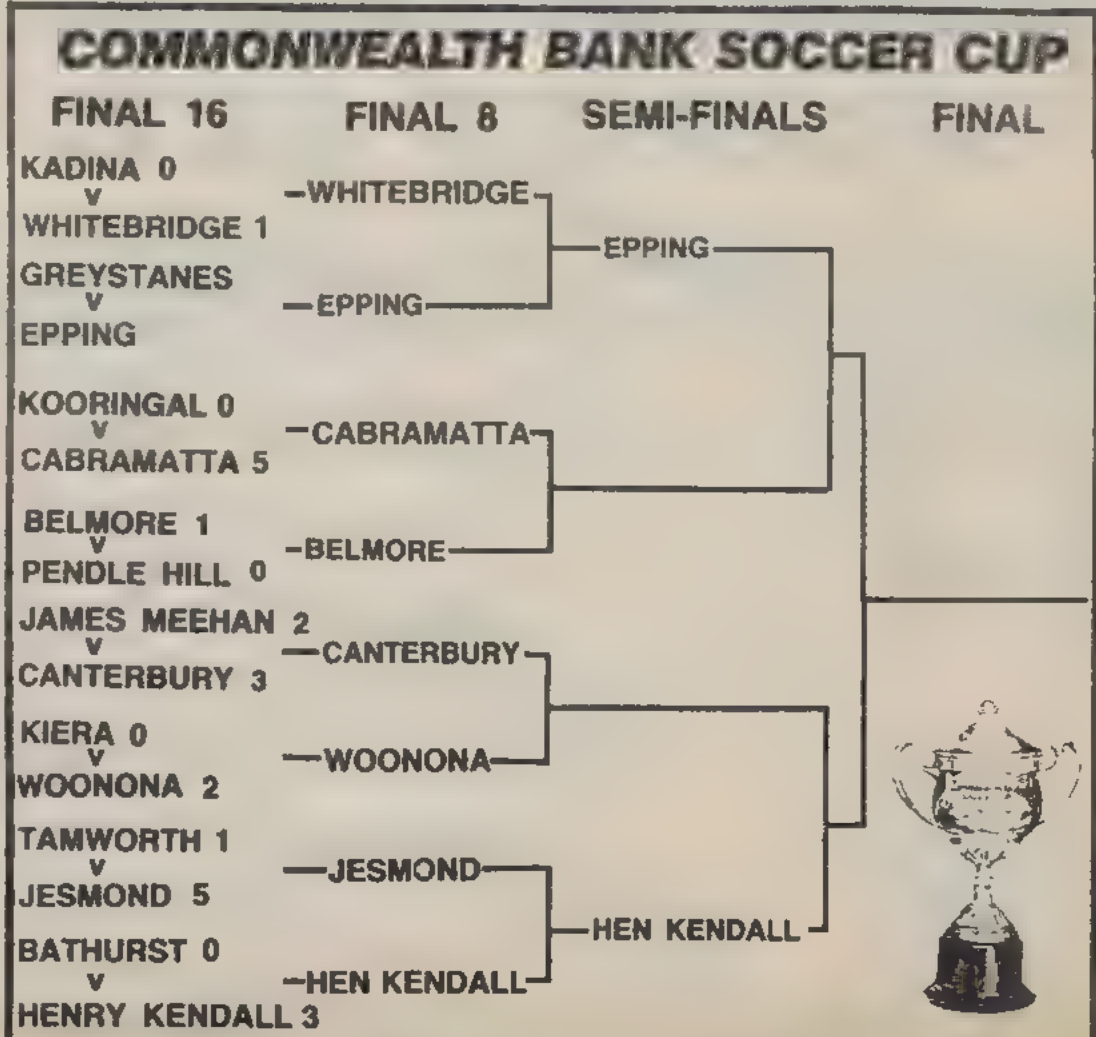 COMMONWEALTH BANK SOCCER CUP
FINAL 16
FINAL 8
SEMI-FINALS
FINAL
KADINA 0
v
WHITEBRIDGE 1
GREYSTANES
v
EPPING
KOORINGAL 0
v
CABRAMATTA 5
BELMORE 1
v
PENDLE HILL 0
JAMES MEEHAN 2
v
CANTERBURY 3
KIERA 0
v
WOONONA 2
TAMWORTH 1
v
JESMOND 5
BATHURST 0
v
HENRY KENDALL 3
WHITEBRIDGE
EPPING
CABRAMATTA
BELMORE
CANTERBURY
WOONONA
JESMOND
HEN KENDALL
EPPING
HEN KENDALL